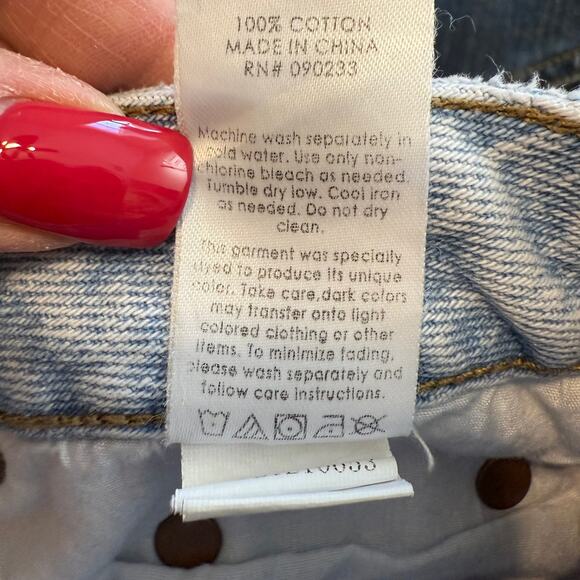 100% COTTON
MADE IN CHINA
RN# 090233
Machine wash separately in
cold water. Use only non-
chlorine bleach as needed.
Tumble dry low. Cool iron
as needed. Do not dry
clean.
This garment was specially
dyed to produce its unique
color. Take care,dark colors
may transfer onto light
colored clothing or other
items. To minimize fading,
please wash separately and
follow care instructions.